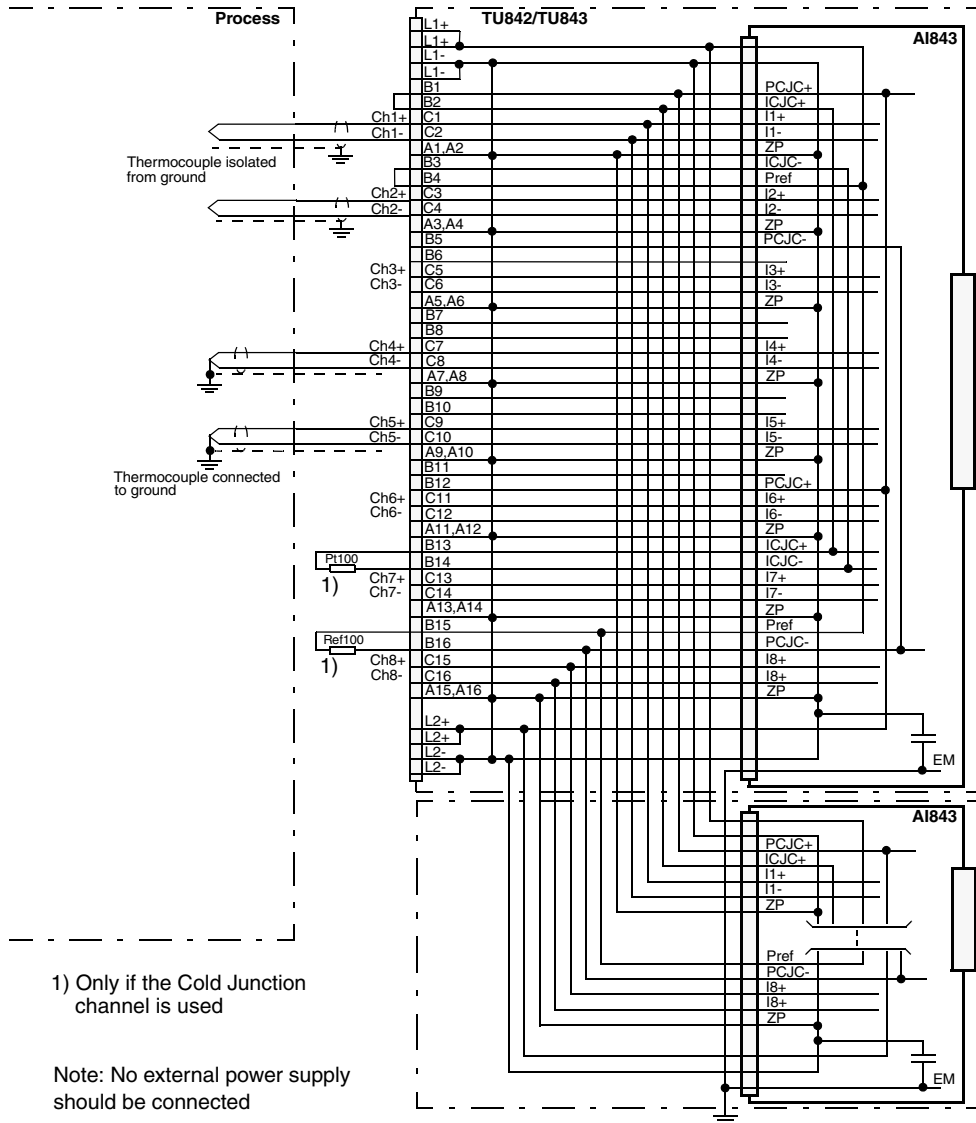 Process
TU842/TU843
AI843
L1+
L1+
L1-
L1-
B1
PCJC+
B2
ICJC+
Ch1+ C1 I1+
Ch1- C2 I1-
A1,A2 ZP
Thermocouple isolated
from ground
B3 ICJC-
B4 Pref
Ch2+ C3 I2+
Ch2- C4 I2-
A3,A4 ZP
B5 PCJC-
B6
Ch3+ C5 I3+
Ch3- C6 I3-
A5,A6 ZP
B7
B8
Ch4+ C7 I4+
Ch4- C8 I4-
A7,A8 ZP
B9
B10
Ch5+ C9 I5+
Ch5- C10 I5-
A9,A10 ZP
Thermocouple connected
to ground
B11
B12 PCJC+
Ch6+ C11 I6+
Ch6- C12 I6-
A11,A12 ZP
B13 ICJC+
Pt100 B14 ICJC-
1)
Ch7+ C13 I7+
Ch7- C14 I7-
A13,A14 ZP
B15 Pref
Ref100 B16 PCJC-
1)
Ch8+ C15 I8+
Ch8- C16 I8+
A15,A16 ZP
L2+
L2+
L2-
L2-
EM
AI843
PCJC+
ICJC+
I1+
I1-
ZP
Pref
PCJC-
I8+
I8+
ZP
EM
1) Only if the Cold Junction
channel is used
Note: No external power supply
should be connected